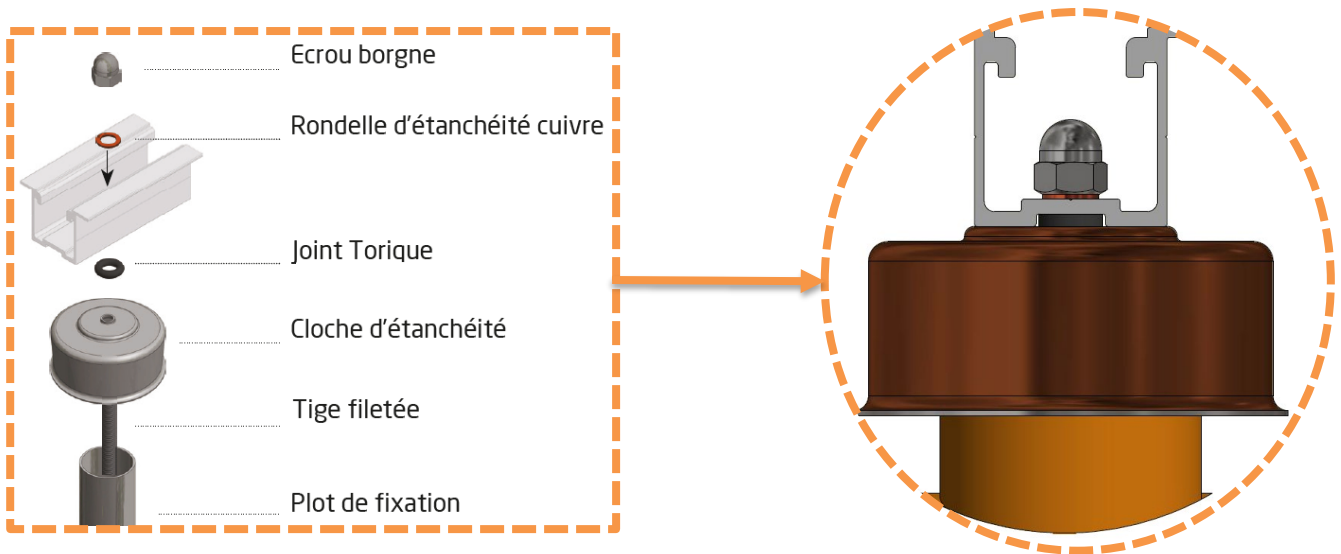 Ecrou borgne
Rondelle d'étanchéité cuivre
Joint Torique
Cloche d'étanchéité
Tige filetée
Plot de fixation